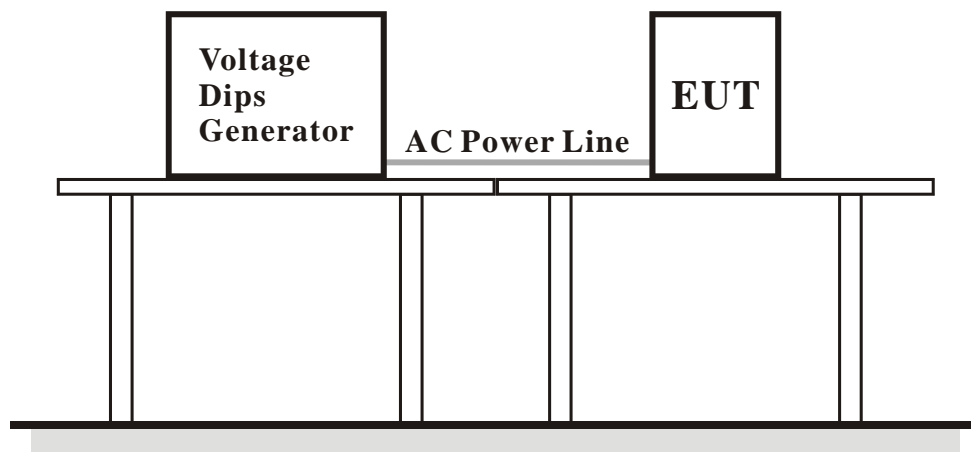 Voltage
Dips
Generator
AC Power Line
EUT